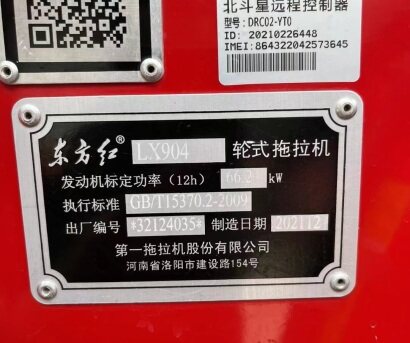 北斗星远程控制器
型号:DRC02-YT0
ID: 20210226448
IMEI:864322042573645
东方红® LX904 轮式拖拉机
发动机标定功率(12h) 66.2 kW
执行标准 GB/T15370.2-2009
出厂编号 *32124035* 制造日期 202112
第一拖拉机股份有限公司
河南省洛阳市建设路154号